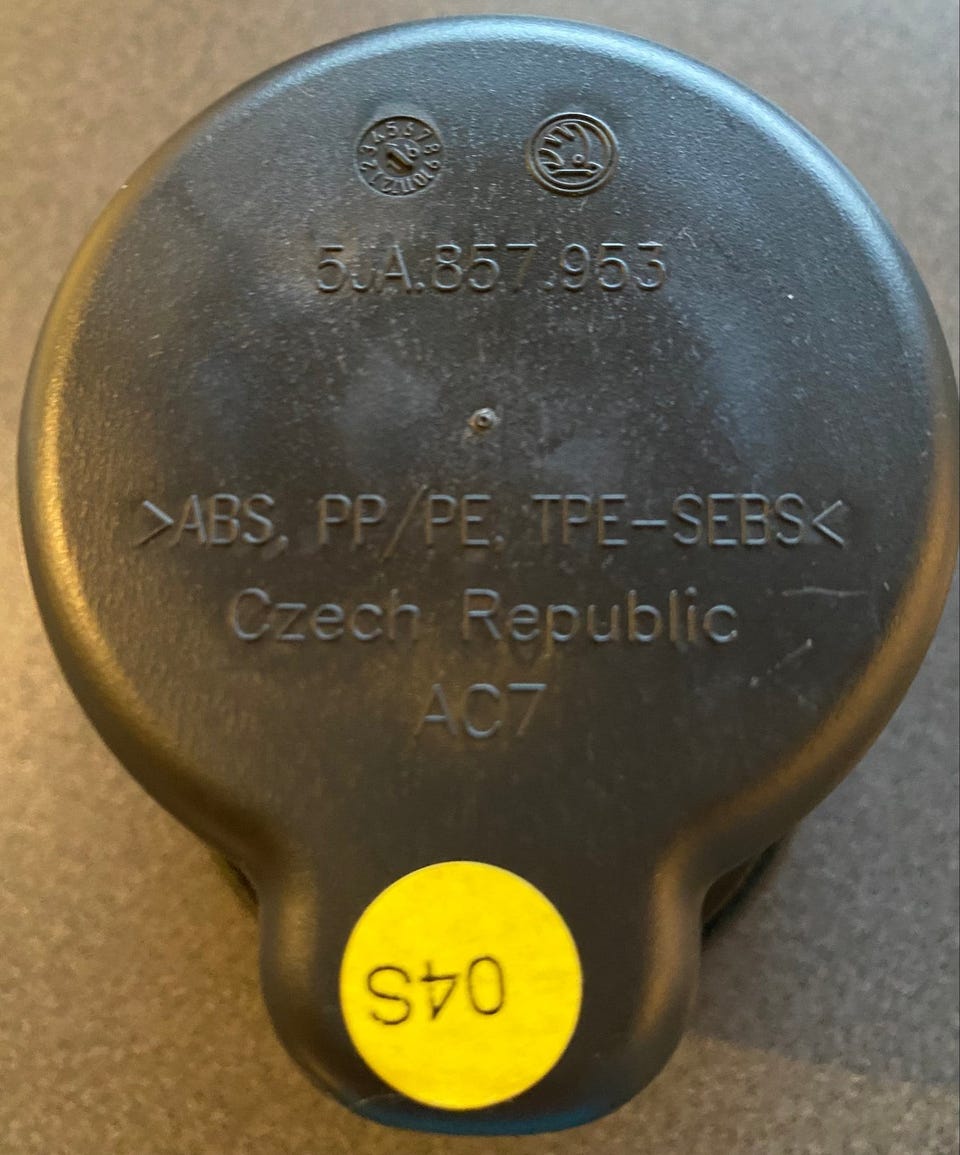 5JA.857.953
>ABS, PP/PE, TPE-SEBS<
Czech Republic
AC7
04S